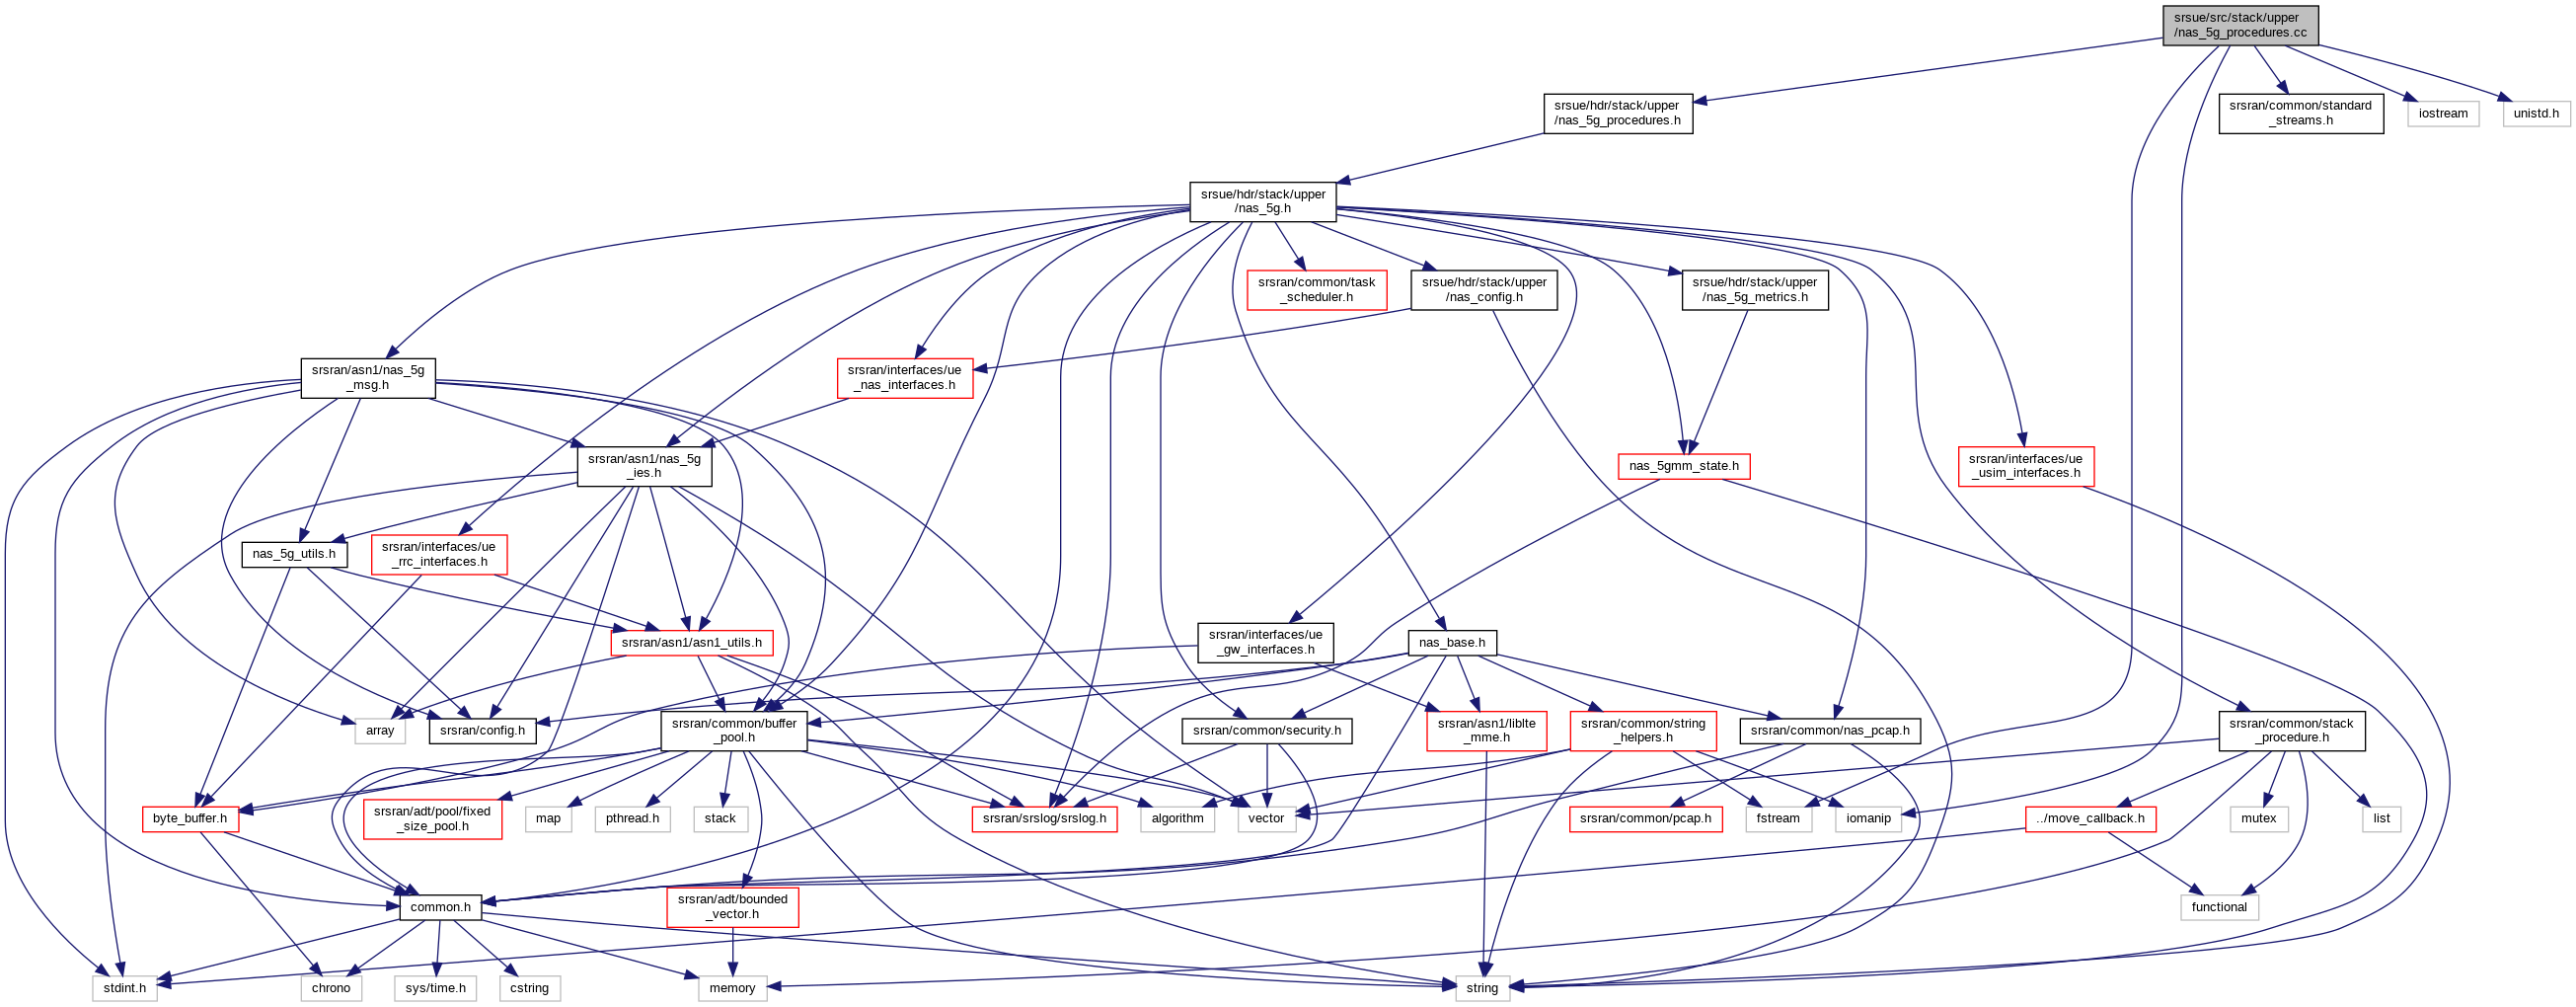 srsue/src/stack/upper
/nas_5g_procedures.cc
srsue/hdr/stack/upper
/nas_5g_procedures.h
srsran/common/standard
_streams.h
iostream
unistd.h
srsue/hdr/stack/upper
/nas_5g.h
srsran/common/task
_scheduler.h
srsue/hdr/stack/upper
/nas_config.h
srsue/hdr/stack/upper
/nas_5g_metrics.h
srsran/asn1/nas_5g
_msg.h
srsran/interfaces/ue
_nas_interfaces.h
srsran/asn1/nas_5g
_ies.h
nas_5gmm_state.h
srsran/interfaces/ue
_usim_interfaces.h
nas_5g_utils.h
srsran/interfaces/ue
_rrc_interfaces.h
srsran/asn1/asn1_utils.h
srsran/interfaces/ue
_gw_interfaces.h
nas_base.h
array
srsran/config.h
srsran/common/buffer
_pool.h
srsran/common/security.h
srsran/asn1/liblte
_mme.h
srsran/common/string
_helpers.h
srsran/common/nas_pcap.h
srsran/common/stack
_procedure.h
byte_buffer.h
srsran/adt/pool/fixed
_size_pool.h
map
pthread.h
stack
srsran/srslog/srslog.h
algorithm
vector
srsran/common/pcap.h
fstream
iomanip
../move_callback.h
mutex
list
common.h
srsran/adt/bounded
_vector.h
functional
stdint.h
chrono
sys/time.h
cstring
memory
string